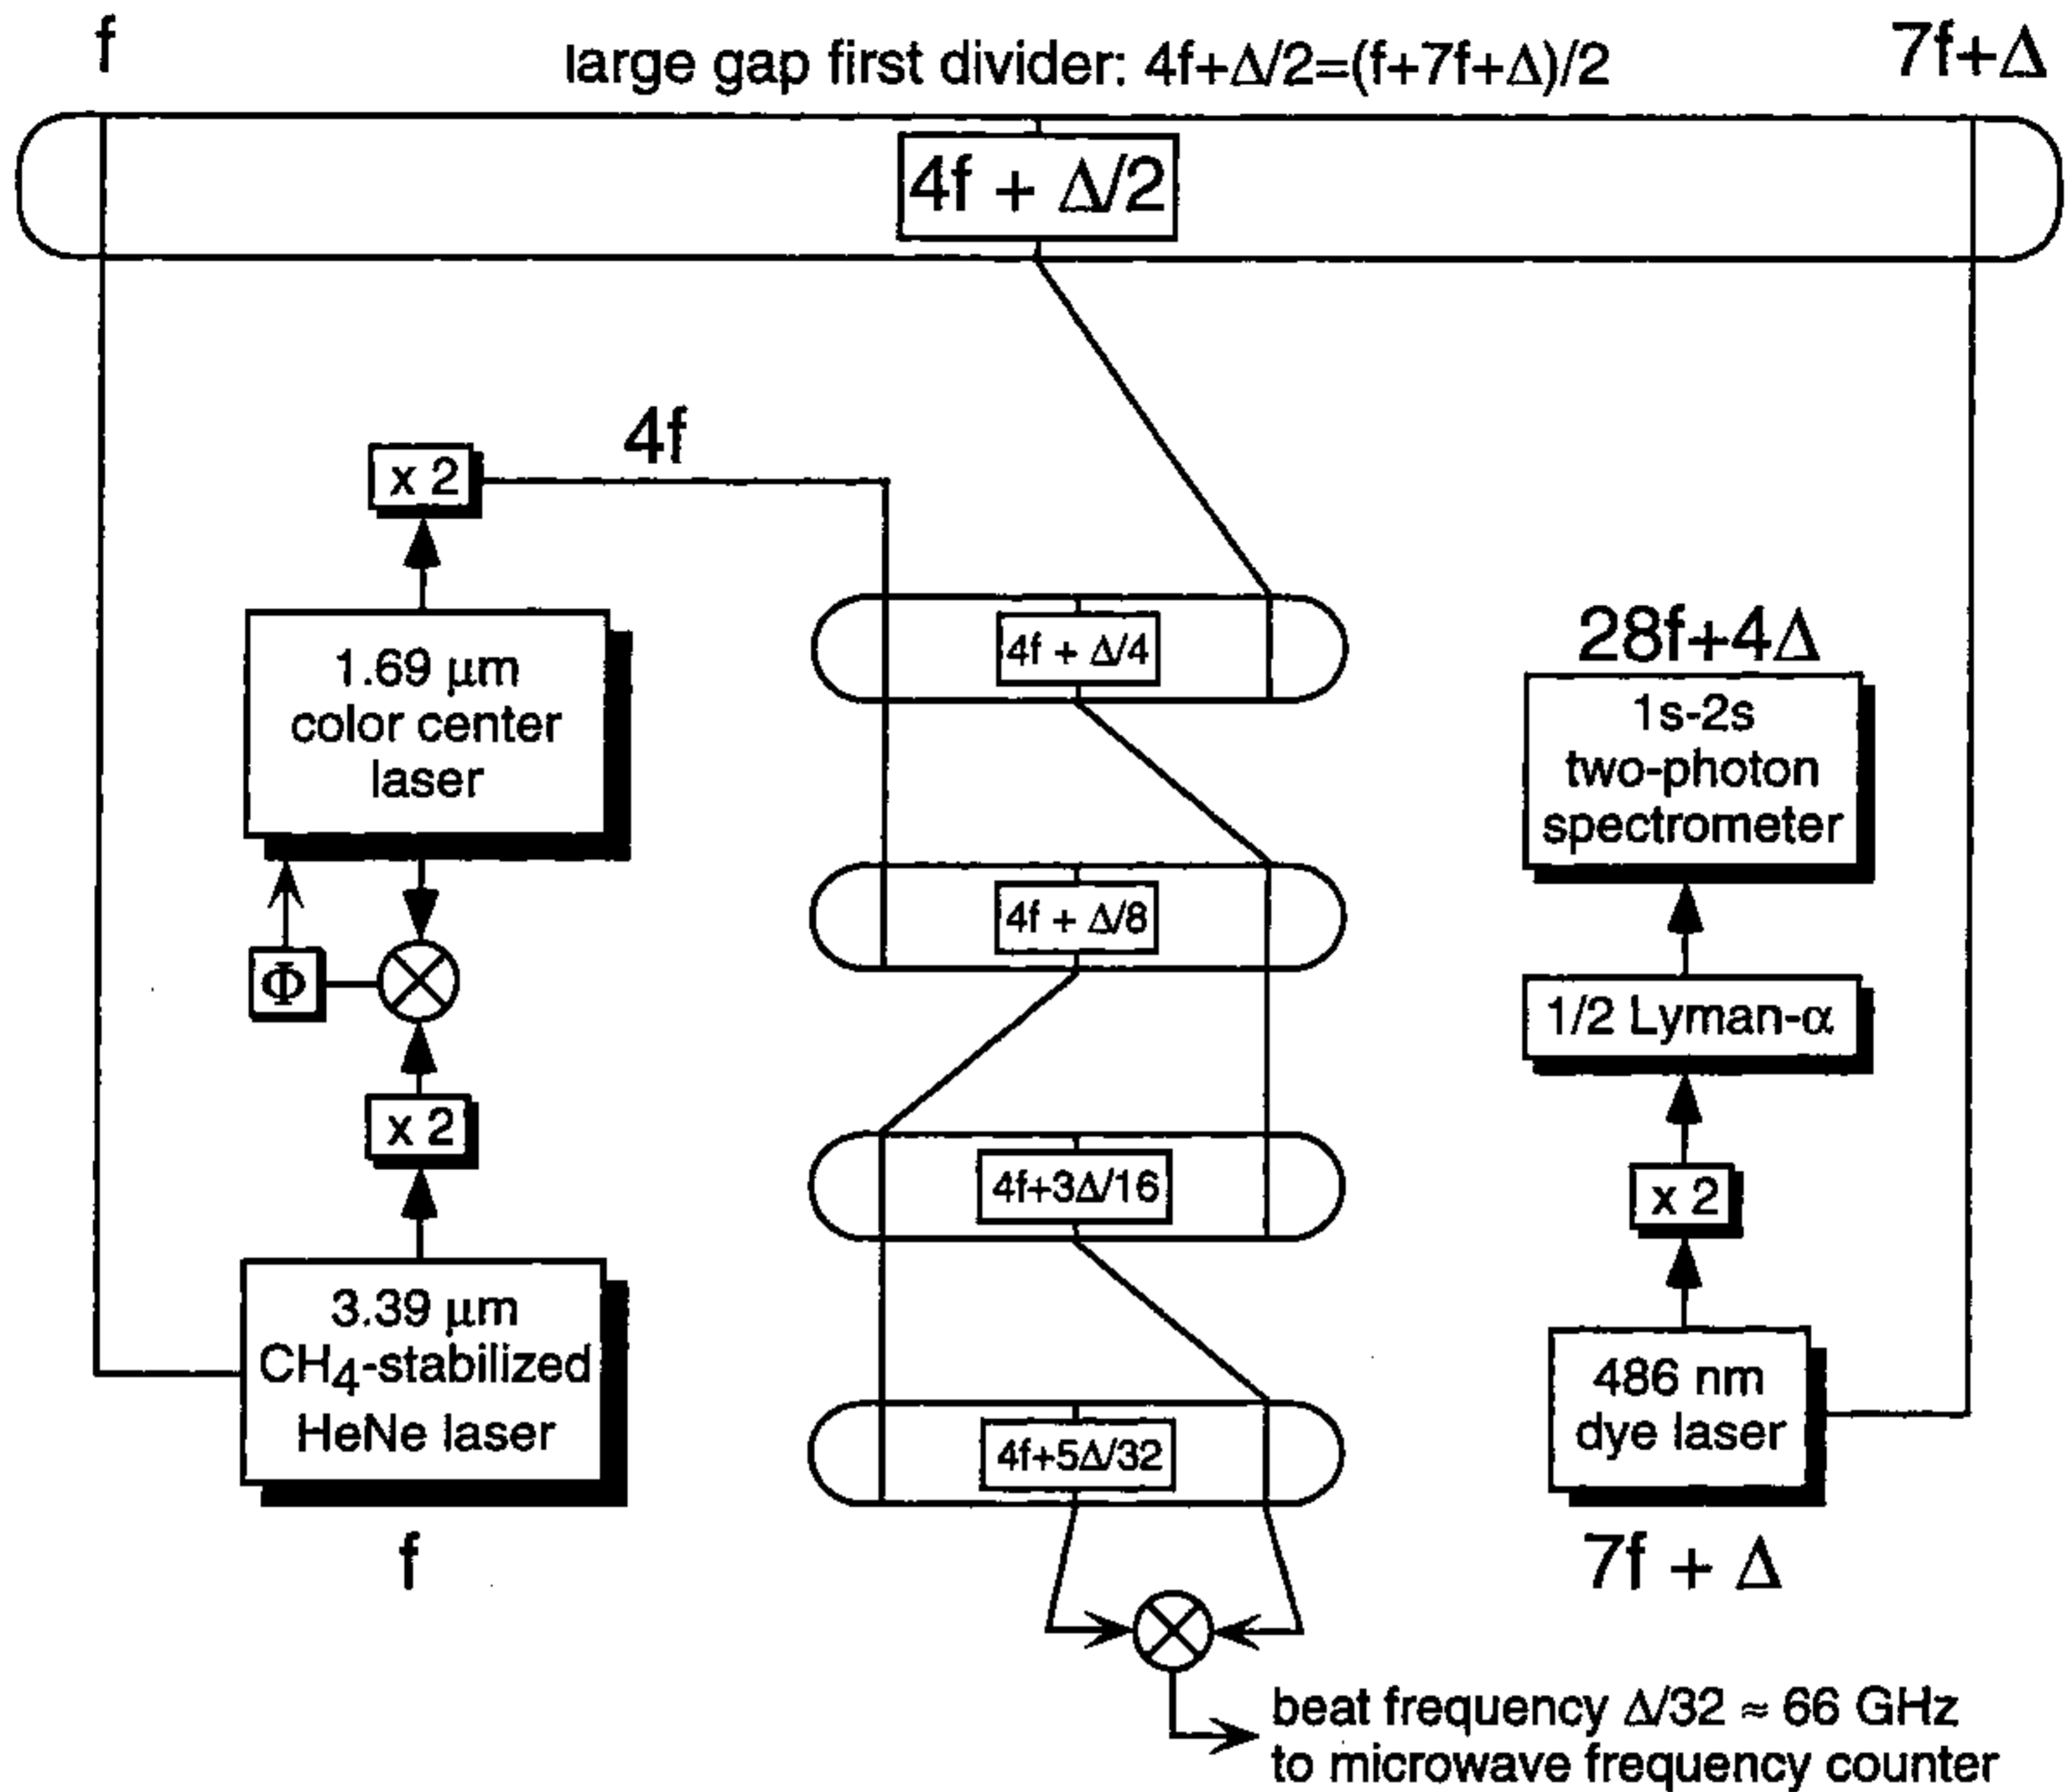 f
large gap first divider: 4f+Δ/2=(f+7f+Δ)/2
7f+Δ
4f + Δ/2
x 2
4f
1.69 μm
color center
laser
Φ
x 2
3.39 μm
CH4-stabilized
HeNe laser
f
4f + Δ/4
4f + Δ/8
4f+3Δ/16
4f+5Δ/32
beat frequency Δ/32 ≈ 66 GHz
to microwave frequency counter
28f+4Δ
1s-2s
two-photon
spectrometer
1/2 Lyman-α
x 2
486 nm
dye laser
7f + Δ